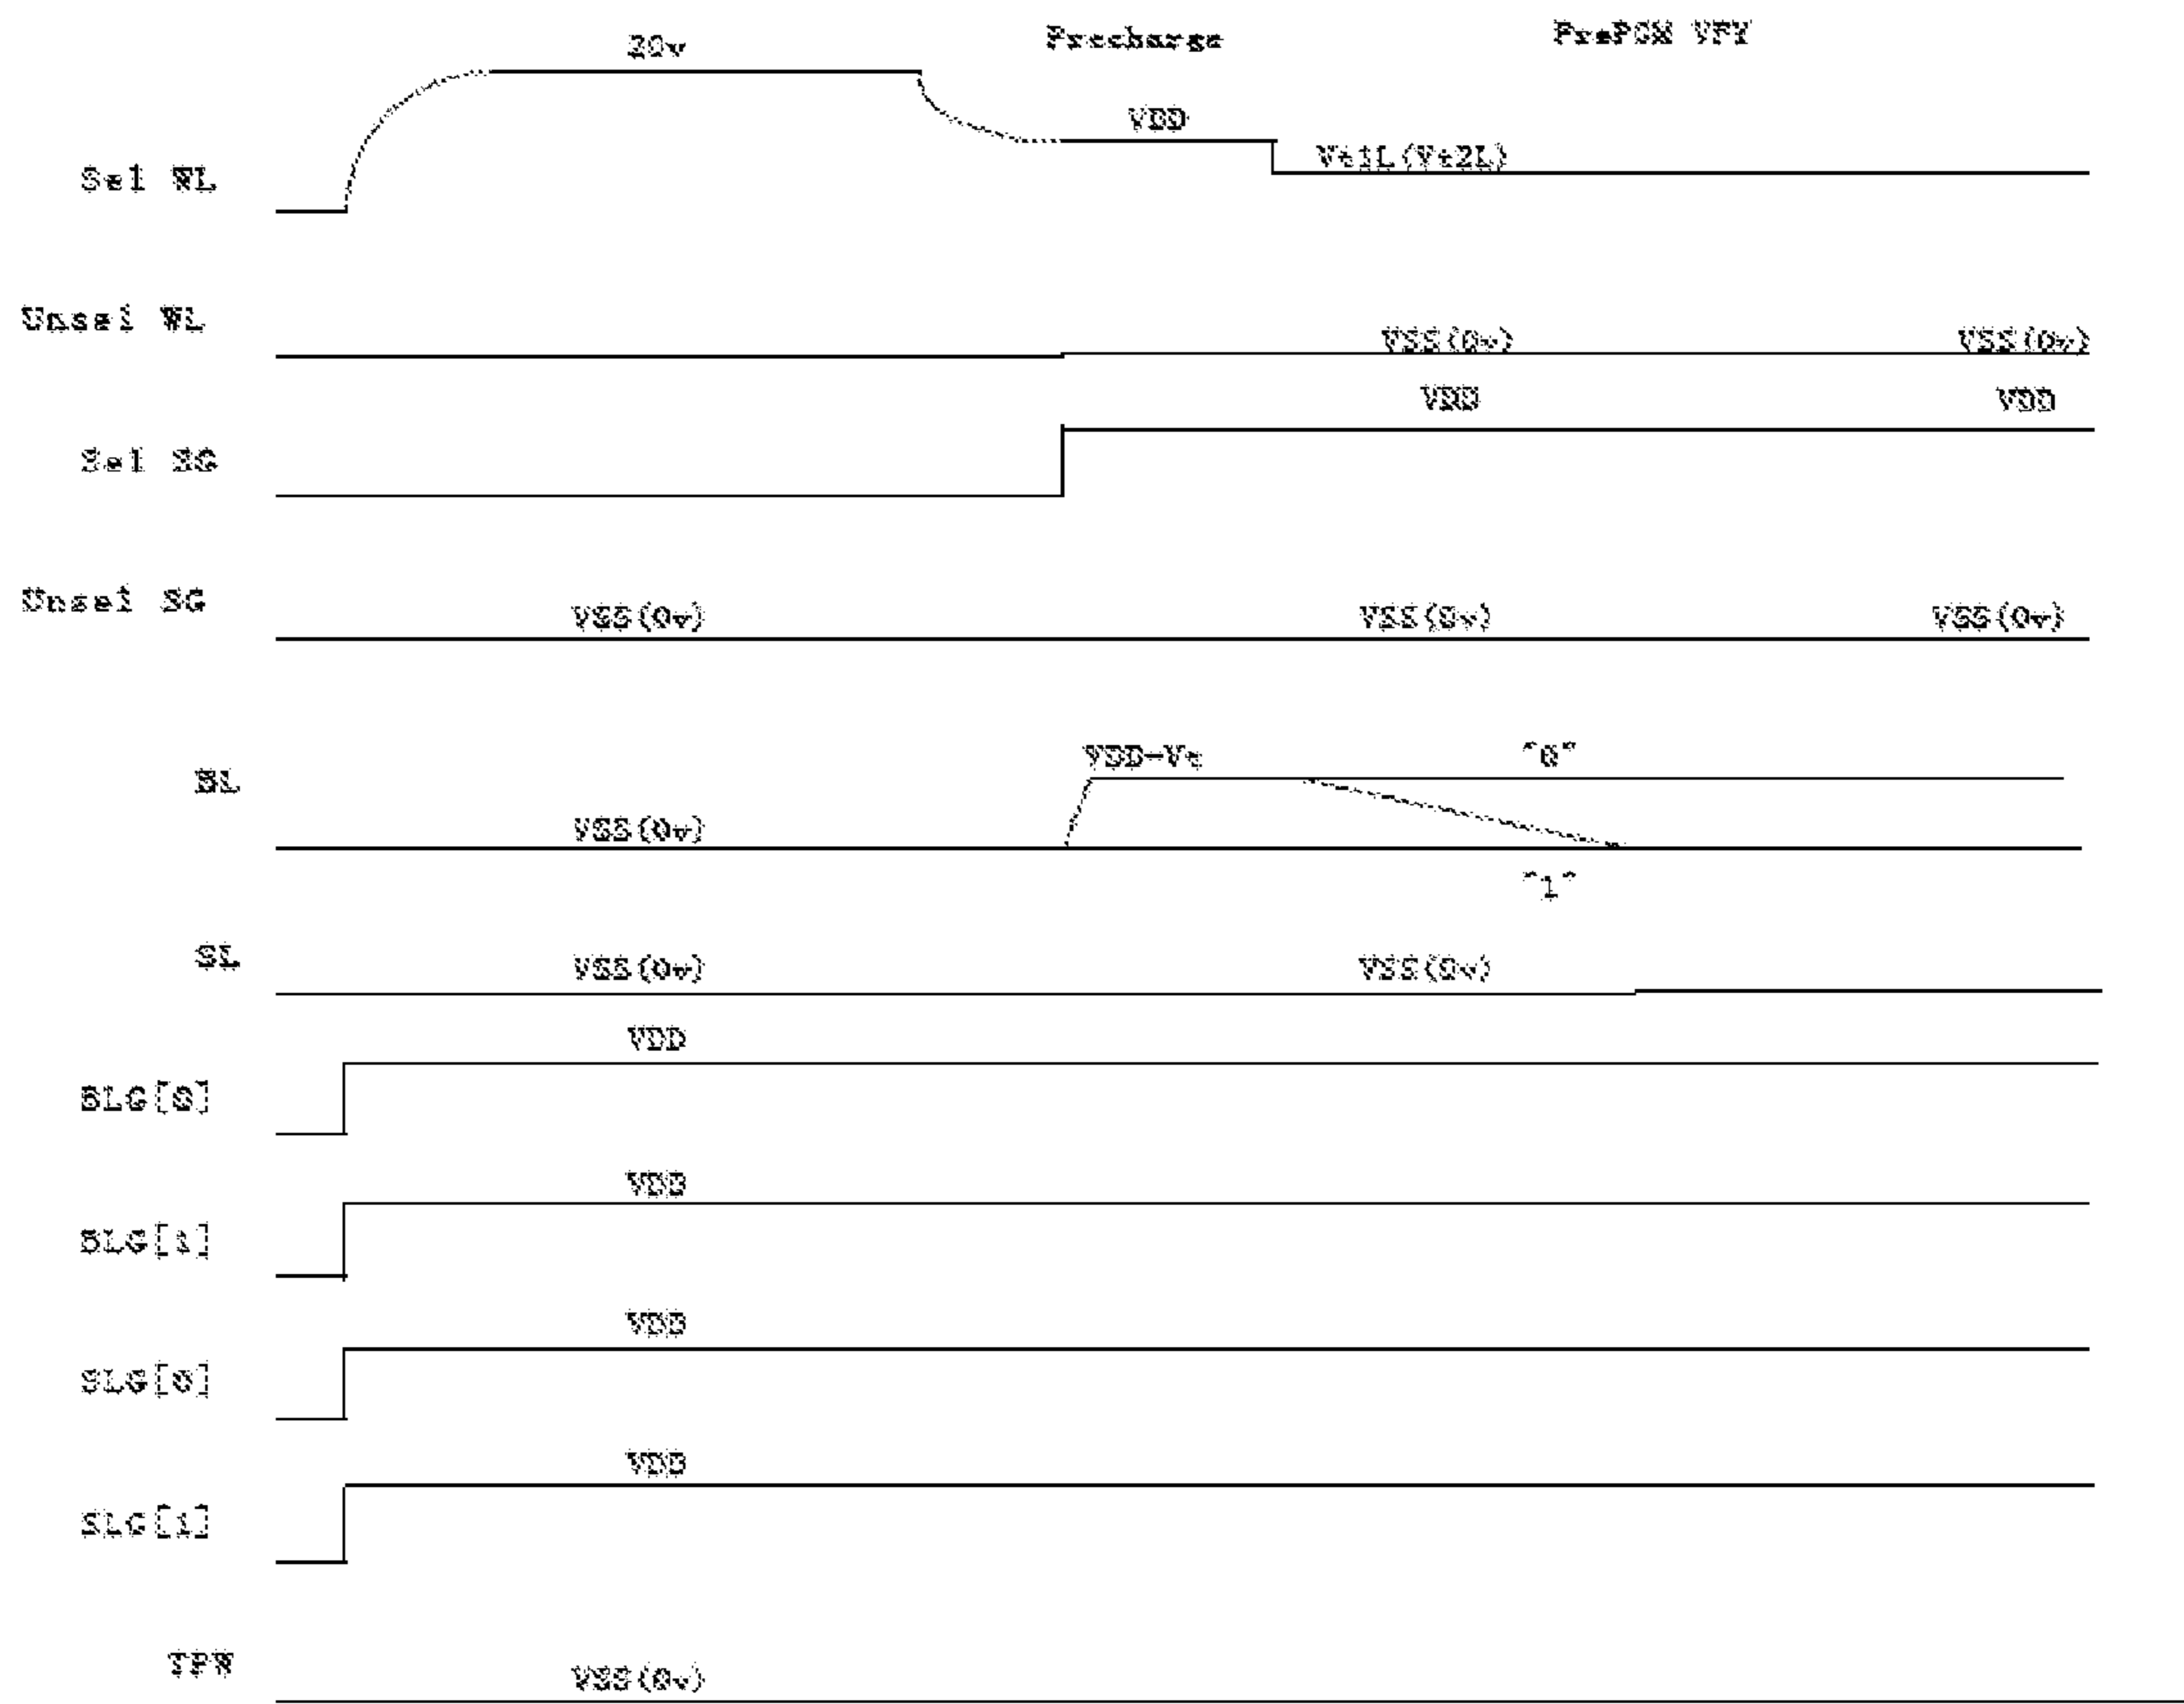 20v
Precharge
PrePGM VFY
VDD
Vt1L(Vt2L)
Sel WL
Unsel WL
VSS(0v)
VSS(0v)
VDD
VDD
Sel SG
Unsel SG
VSS(0v)
VSS(0v)
VSS(0v)
BL
VDD-Vt
"0"
VSS(0v)
"1"
SL
VSS(0v)
VSS(0v)
VDD
BLG[0]
VDD
BLG[1]
VDD
SLG[0]
VDD
SLG[1]
TPW
VSS(0v)